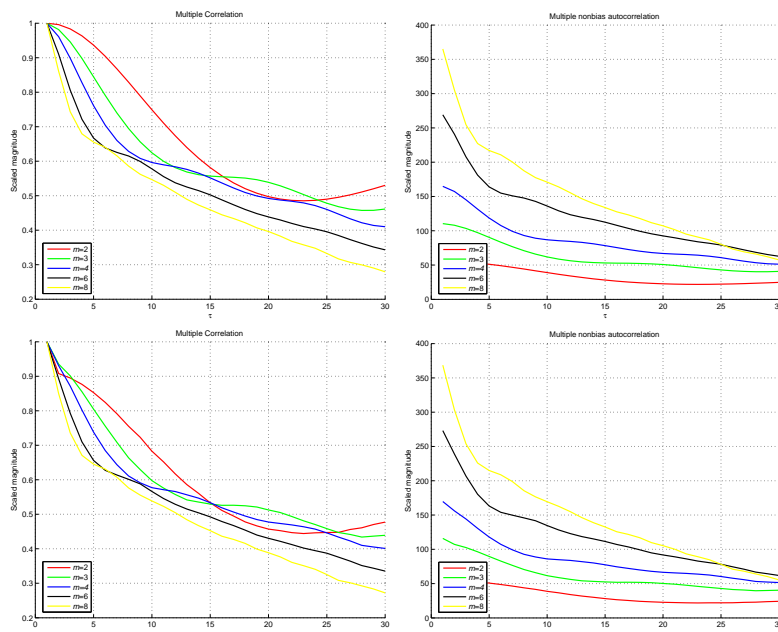 Multiple Correlation
Scaled magnitude
1
0.9
0.8
0.7
0.6
0.5
0.4
0.3
0.2
0 5 10 15 20 25 30
m=2
m=3
m=4
m=6
m=8
τ
Multiple nonbias autocorrelation
Scaled magnitude
400
350
300
250
200
150
100
50
0
0 5 10 15 20 25 30
m=2
m=3
m=4
m=6
m=8
τ
Multiple Correlation
Scaled magnitude
1
0.9
0.8
0.7
0.6
0.5
0.4
0.3
0.2
0 5 10 15 20 25 30
m=2
m=3
m=4
m=6
m=8
Multiple nonbias autocorrelation
Scaled magnitude
400
350
300
250
200
150
100
50
0
0 5 10 15 20 25 30
m=2
m=3
m=4
m=6
m=8